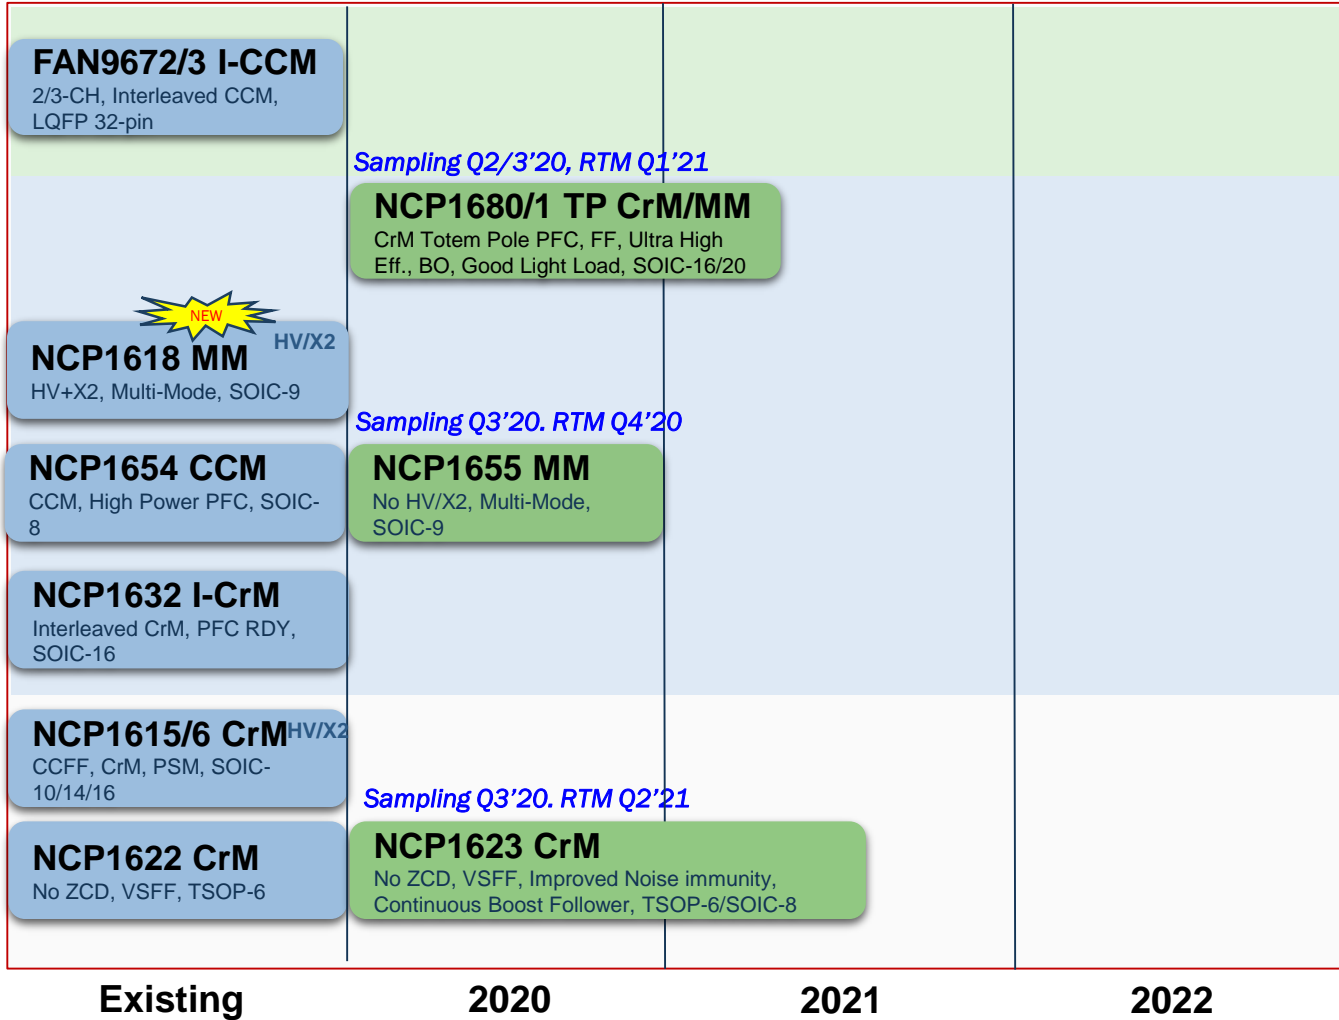 FAN9672/3 I-CCM
2/3-CH, Interleaved CCM,
LQFP 32-pin
Sampling Q2/3’20, RTM Q1’21
NCP1680/1 TP CrM/MM
CrM Totem Pole PFC, FF, Ultra High
Eff., BO, Good Light Load, SOIC-16/20
NEW
HV/X2
NCP1618 MM
HV+X2, Multi-Mode, SOIC-9
Sampling Q3’20. RTM Q4’20
NCP1654 CCM
CCM, High Power PFC, SOIC-
8
NCP1655 MM
No HV/X2, Multi-Mode,
SOIC-9
NCP1632 I-CrM
Interleaved CrM, PFC RDY,
SOIC-16
NCP1615/6 CrM
HV/X2
CCFF, CrM, PSM, SOIC-
10/14/16
Sampling Q3’20. RTM Q2’21
NCP1622 CrM
No ZCD, VSFF, TSOP-6
NCP1623 CrM
No ZCD, VSFF, Improved Noise immunity,
Continuous Boost Follower, TSOP-6/SOIC-8
Existing
2020
2021
2022